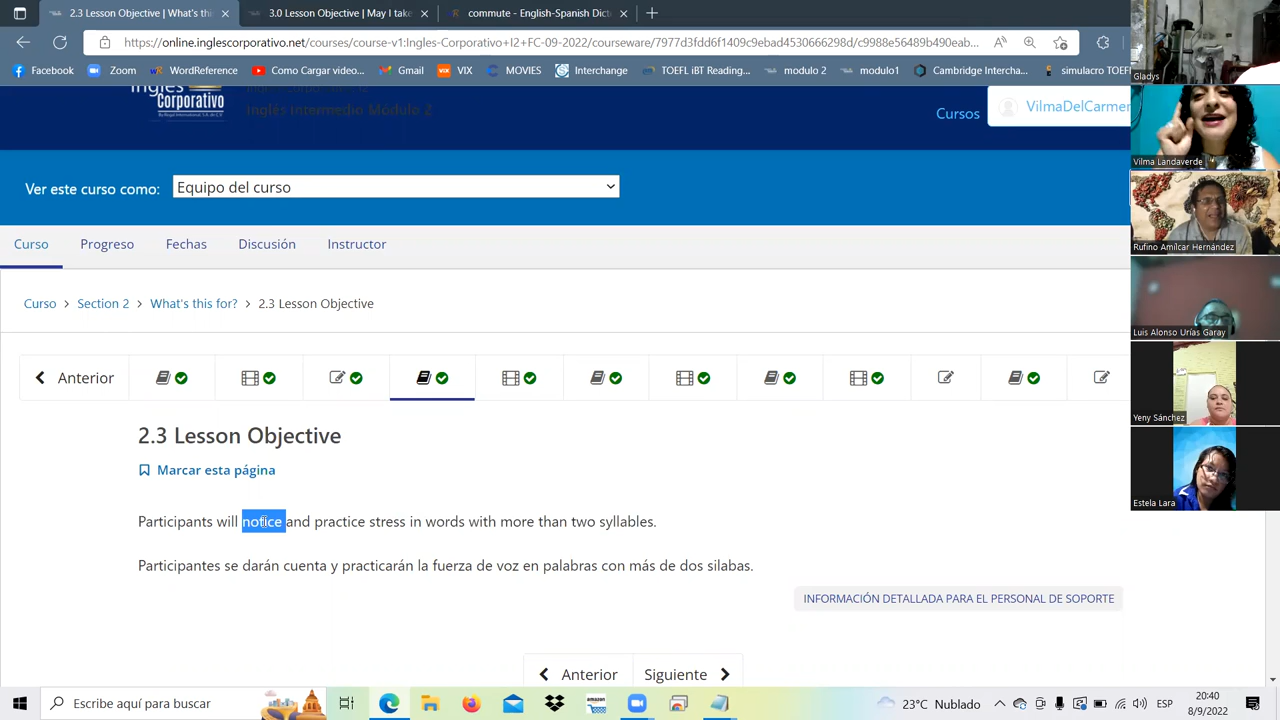 2.3 Lesson Objective | What's t
3.0 Lesson Objective | May I take
commute - English-Spanish Dict
https://online.inglescorporativo.net/courses/course-v1:Ingles-Corporativo+I2+FC-09-2022/courseware/7977d3fdd6f1409c9ebad4530666298d/c9988e56489b490eab...
Facebook
Zoom
WordReference
Como Cargar video...
Gmail
VIX
MOVIES
Interchange
TOEFL iBT Reading...
modulo 2
modulo1
Cambridge Intercha...
simulacro TOEF
Inglés
Corporativo
Inglés Intermedio Módulo 2
Cursos
VilmaDelCarmen
Ver este curso como:
Equipo del curso
Curso
Progreso
Fechas
Discusión
Instructor
Curso > Section 2 > What's this for? > 2.3 Lesson Objective
Anterior
2.3 Lesson Objective
Marcar esta página
Participants will notice and practice stress in words with more than two syllables.
Participantes se darán cuenta y practicarán la fuerza de voz en palabras con más de dos silabas.
INFORMACIÓN DETALLADA PARA EL PERSONAL DE SOPORTE
Anterior
Siguiente
Gladys
Vilma Landaverde
Rufino Amílcar Hernández
Luis Alonso Urías Garay
Yeny Sánchez
Estela Lara
Escribe aquí para buscar
amazon
23°C Nublado
ESP
20:40
8/9/2022